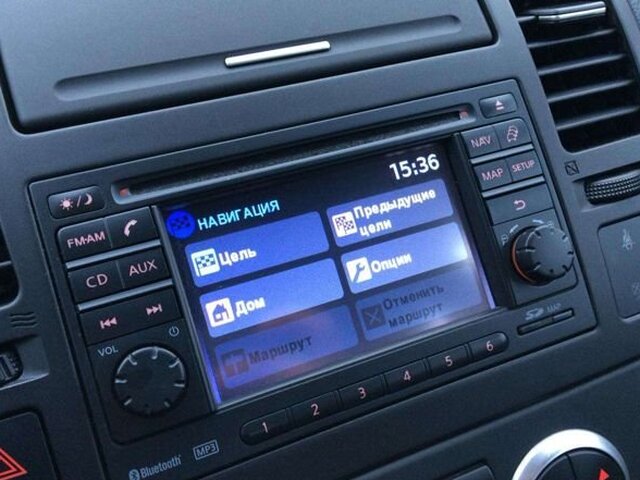 15:36
НАВИГАЦИЯ
Цель
Предыдущие
цели
Дом
Опции
Маршрут
Отменить
маршрут
FM·AM
CD
AUX
VOL
NAV
MAP
SETUP
SD
MAP
1 2 3 4 5 6
Bluetooth
MP3